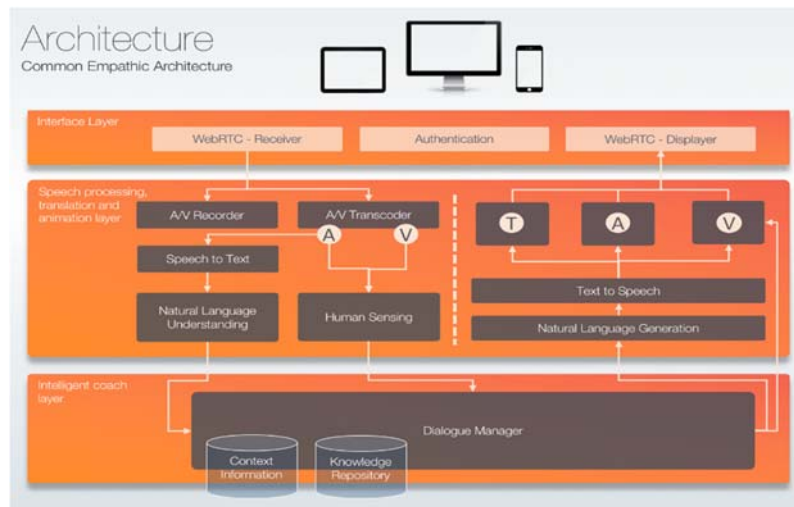 Architecture
Common Empathic Architecture
Interface Layer
WebRTC - Receiver
Authentication
WebRTC - Displayer
Speech processing,
translation and
animation layer
A/V Recorder
A/V Transcoder
A
V
T
A
V
Speech to Text
Text to Speech
Natural Language
Understanding
Human Sensing
Natural Language Generation
Intelligent coach
layer
Dialogue Manager
Context
Information
Knowledge
Repository